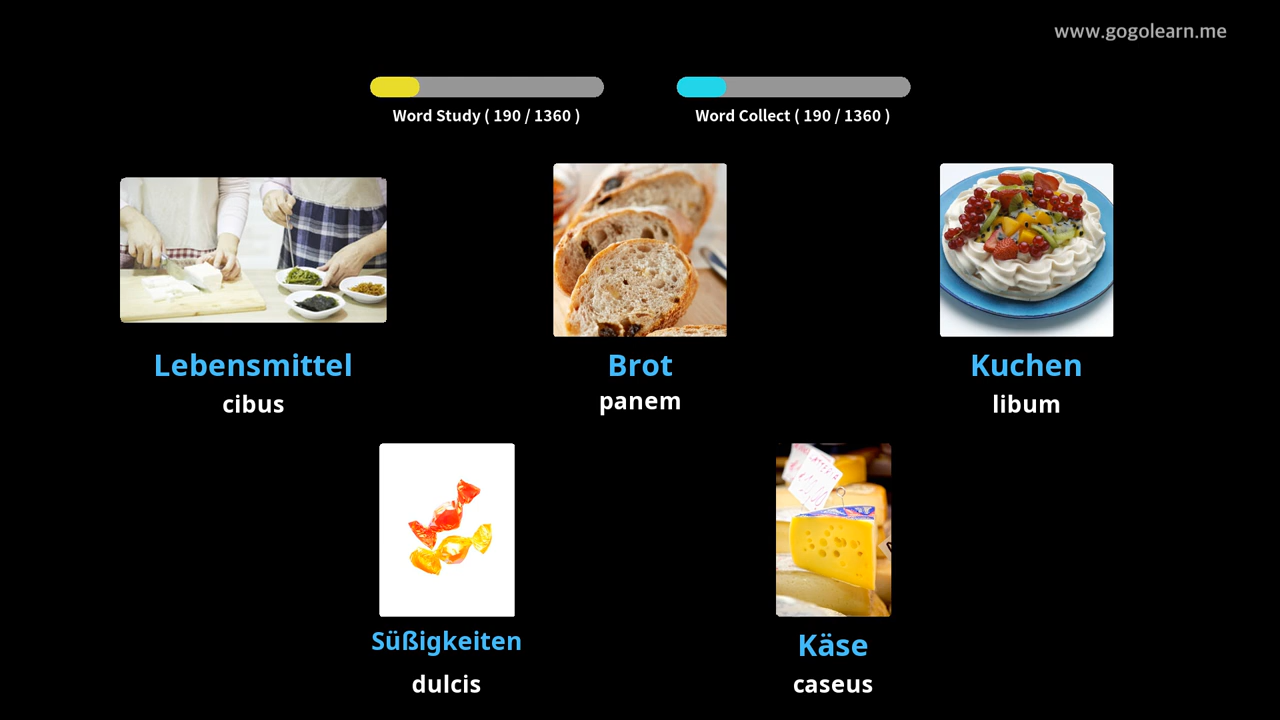 www.gogolearn.me
Word Study ( 190 / 1360 )
Word Collect ( 190 / 1360 )
Lebensmittel
cibus
Brot
panem
Kuchen
libum
Süßigkeiten
dulcis
Käse
caseus